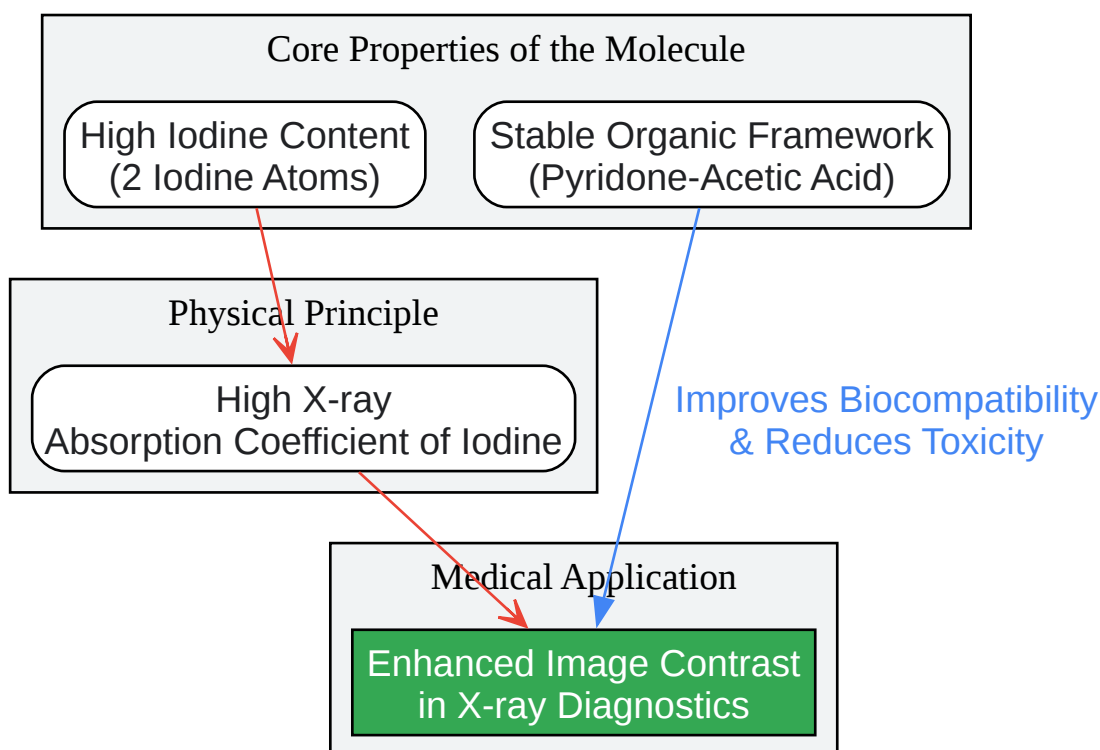 Core Properties of the Molecule
High Iodine Content
(2 Iodine Atoms)
Stable Organic Framework
(Pyridone-Acetic Acid)
Physical Principle
High X-ray
Absorption Coefficient of Iodine
Improves Biocompatibility
& Reduces Toxicity
Medical Application
Enhanced Image Contrast
in X-ray Diagnostics